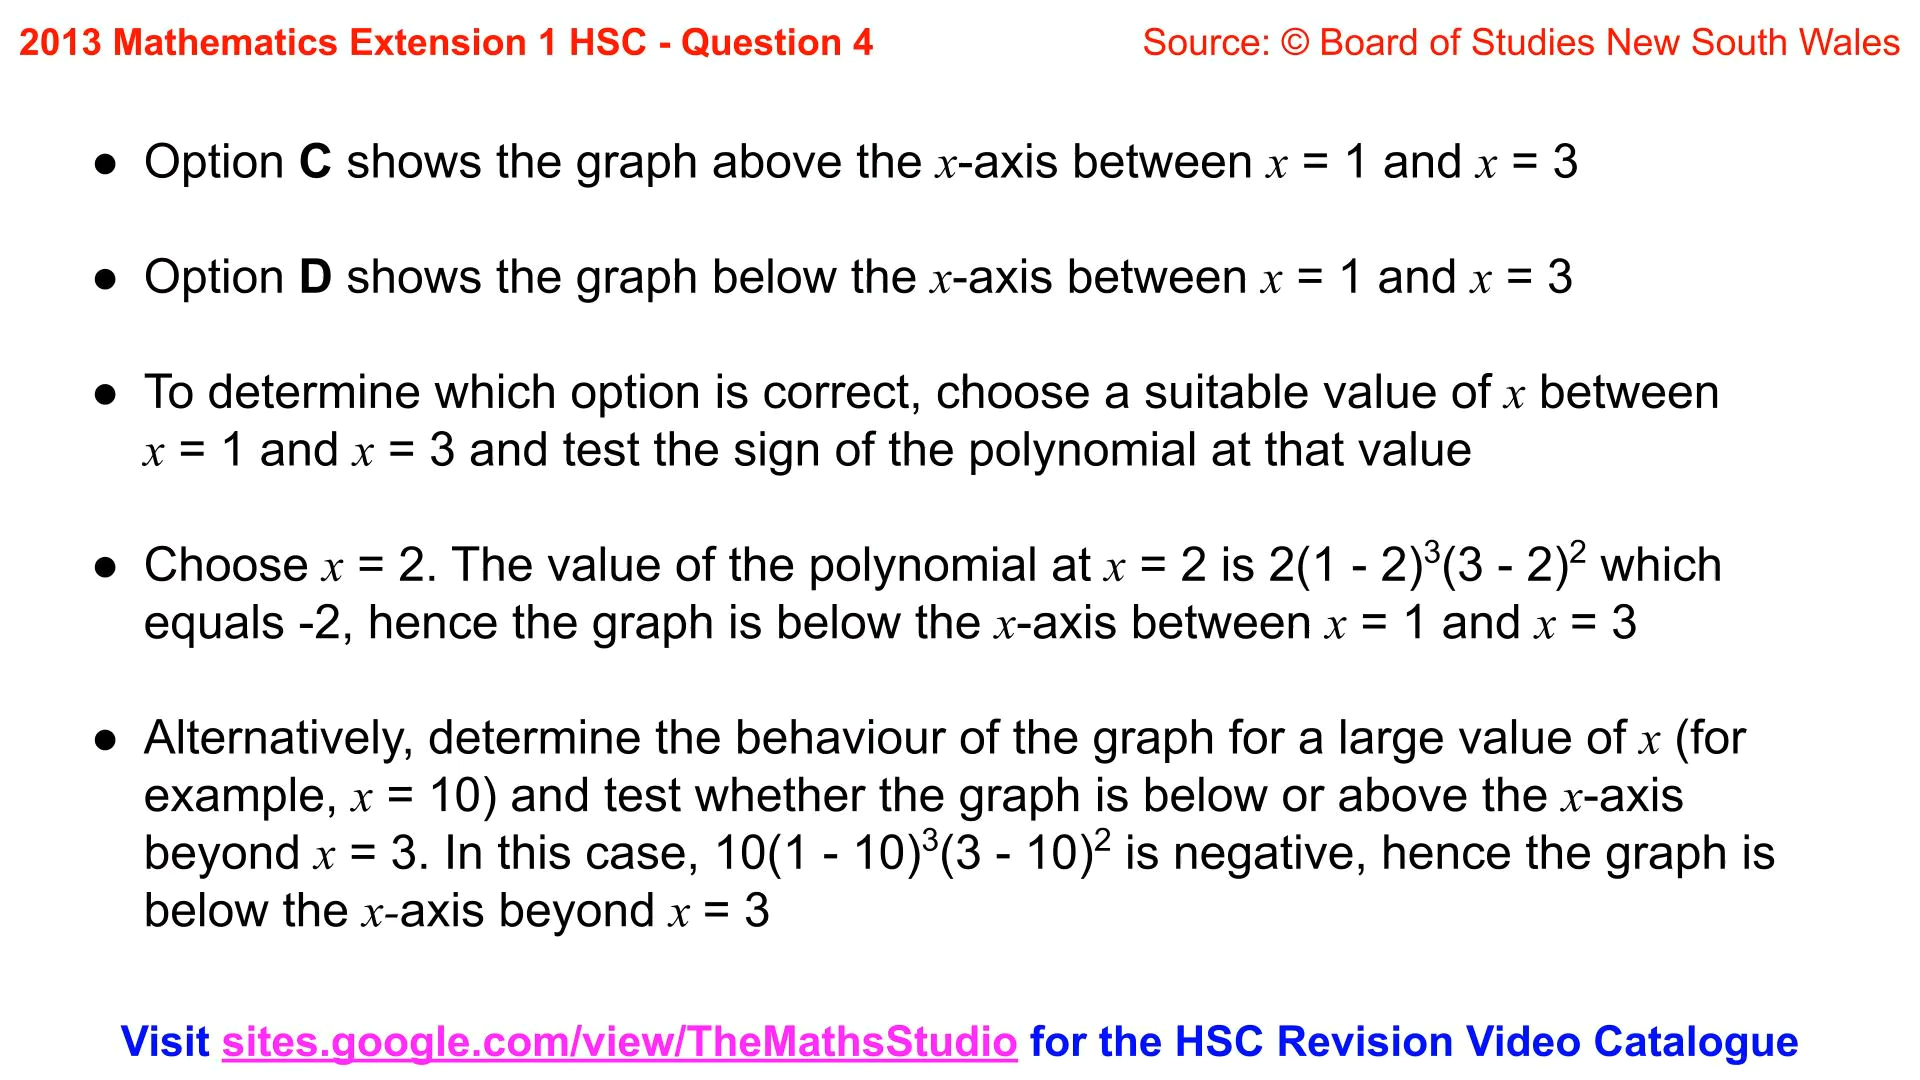 2013 Mathematics Extension 1 HSC - Question 4
Source: © Board of Studies New South Wales
● Option C shows the graph above the x-axis between x = 1 and x = 3
● Option D shows the graph below the x-axis between x = 1 and x = 3
● To determine which option is correct, choose a suitable value of x between
x = 1 and x = 3 and test the sign of the polynomial at that value
● Choose x = 2. The value of the polynomial at x = 2 is 2(1 - 2)³(3 - 2)² which
equals -2, hence the graph is below the x-axis between x = 1 and x = 3
● Alternatively, determine the behaviour of the graph for a large value of x (for
example, x = 10) and test whether the graph is below or above the x-axis
beyond x = 3. In this case, 10(1 - 10)³(3 - 10)² is negative, hence the graph is
below the x-axis beyond x = 3
Visit sites.google.com/view/TheMathsStudio for the HSC Revision Video Catalogue